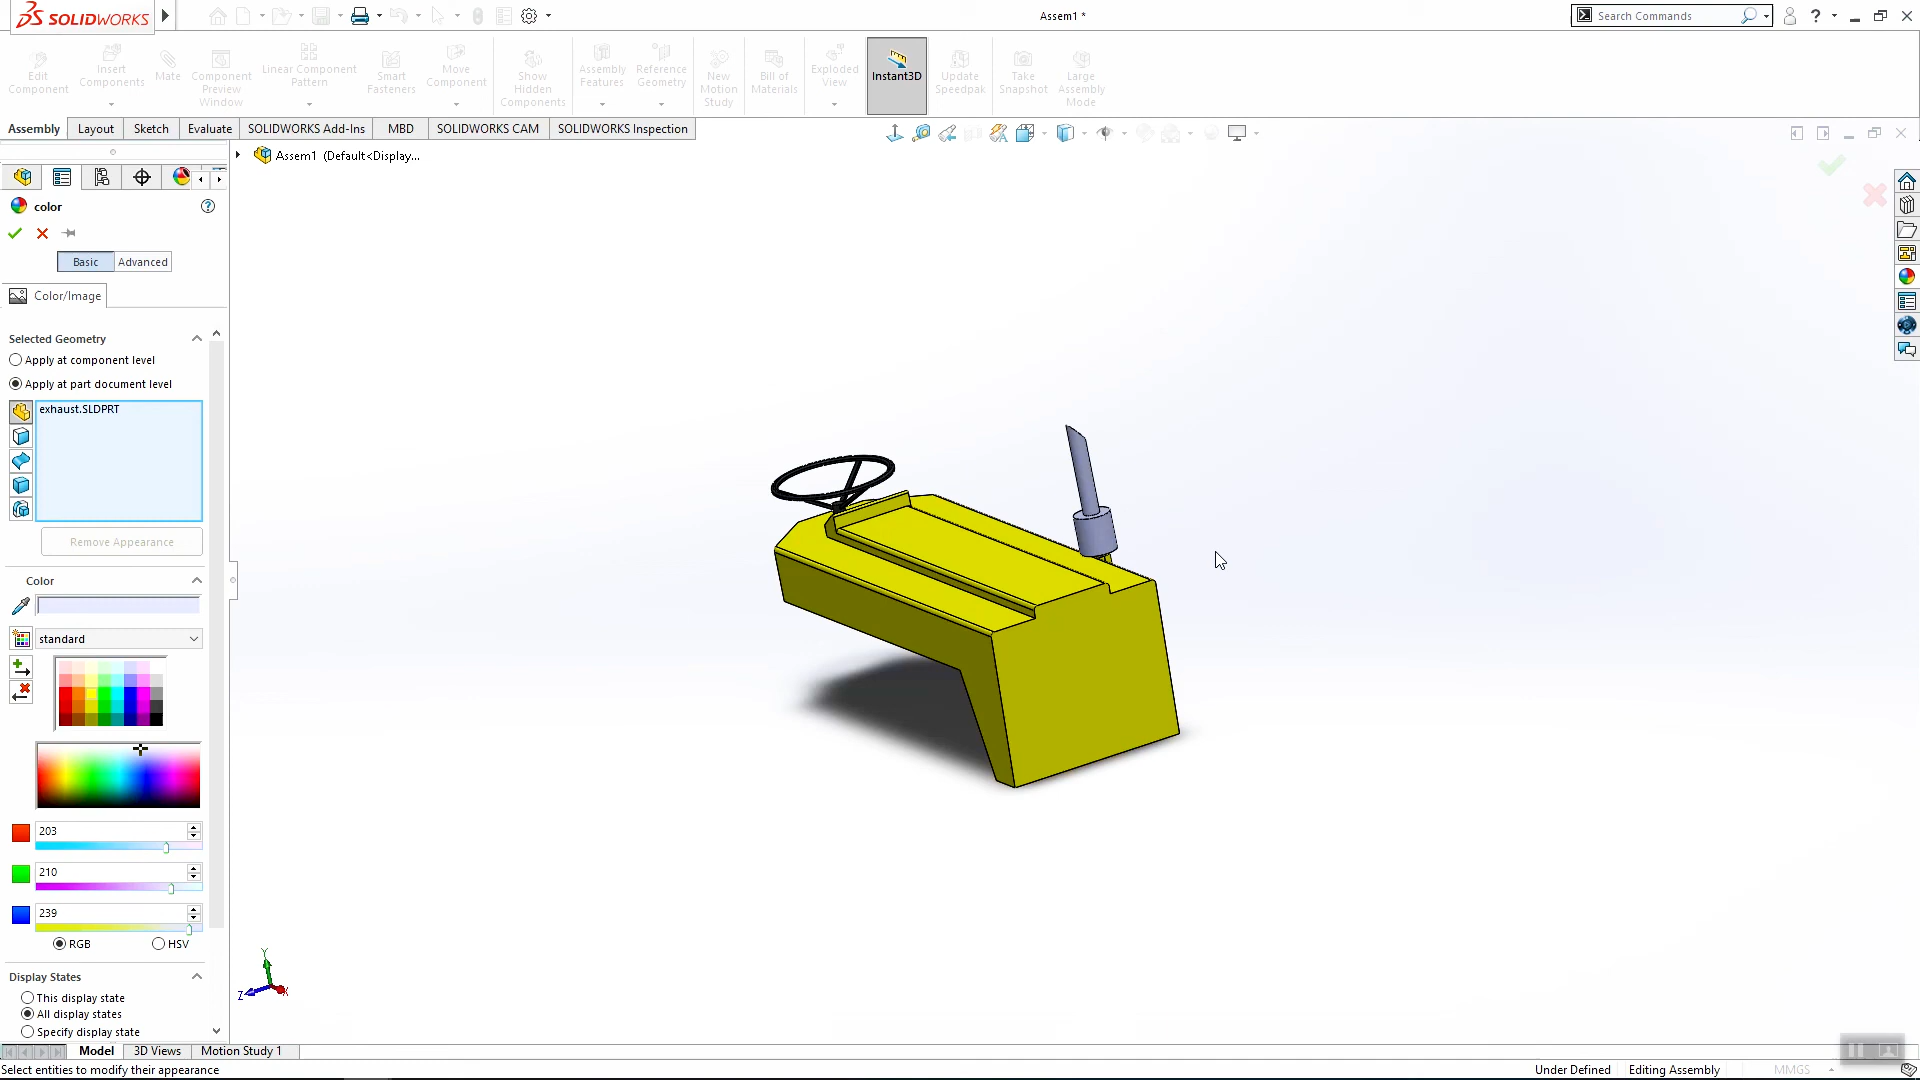 SOLIDWORKS
Assem1 *
Search Commands
Edit Component
Insert Components
Mate
Component Preview Window
Linear Component Pattern
Smart Fasteners
Move Component
Show Hidden Components
Assembly Features
Reference Geometry
New Motion Study
Bill of Materials
Exploded View
Instant3D
Update Speedpak
Take Snapshot
Large Assembly Mode
Assembly
Layout
Sketch
Evaluate
SOLIDWORKS Add-Ins
MBD
SOLIDWORKS CAM
SOLIDWORKS Inspection
Assem1 (Default<Display...
color
Basic
Advanced
Color/Image
Selected Geometry
Apply at component level
Apply at part document level
exhaust.SLDPRT
Remove Appearance
Color
standard
203
210
239
RGB
HSV
Display States
This display state
All display states
Specify display state
Y
Z
X
Model
3D Views
Motion Study 1
Select entities to modify their appearance
Under Defined
Editing Assembly
MMGS